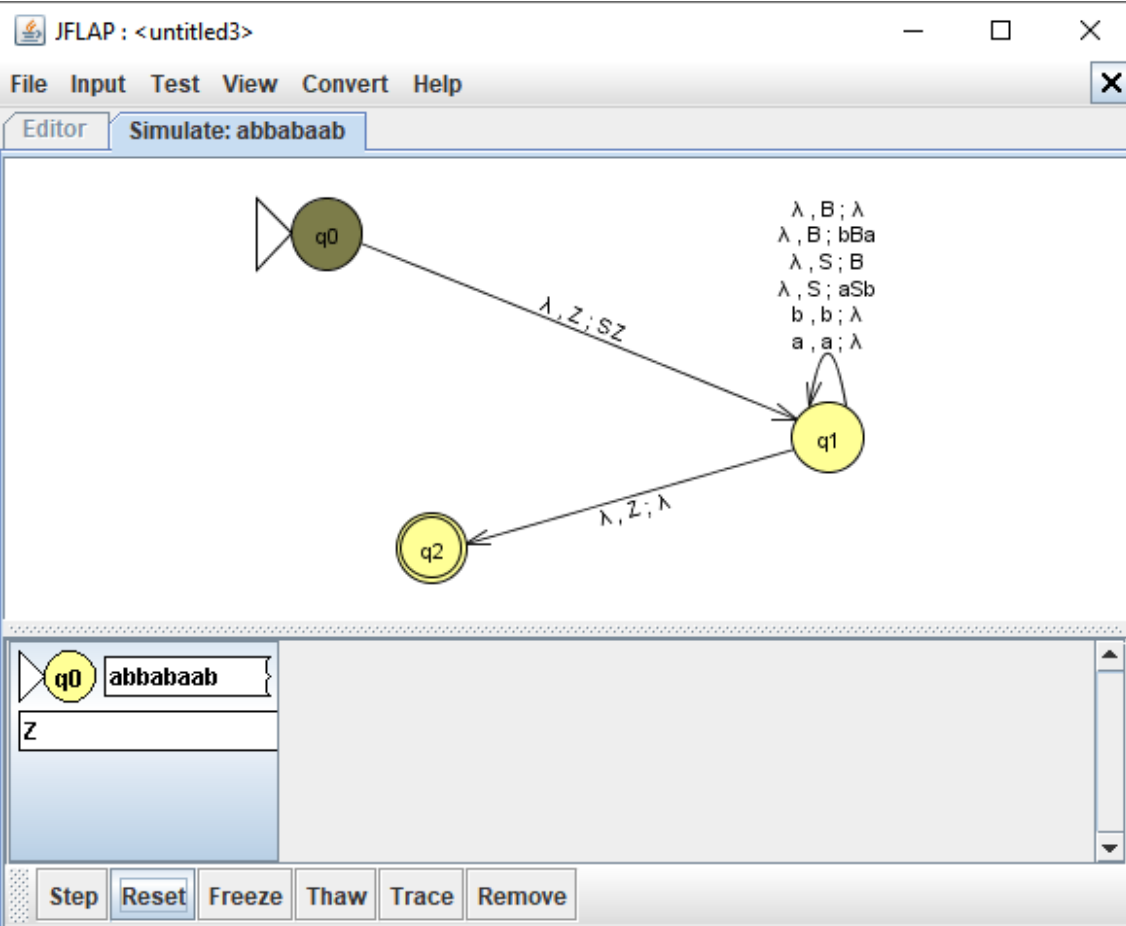 JFLAP : <untitled3>
File Input Test View Convert Help
Editor Simulate: abbabaab
λ , B ; λ
λ , B ; bBa
λ , S ; B
λ , S ; aSb
b , b ; λ
a , a ; λ
q0
λ , Z ; SZ
q1
λ , Z ; λ
q2
q0 abbabaab
Z
Step Reset Freeze Thaw Trace Remove